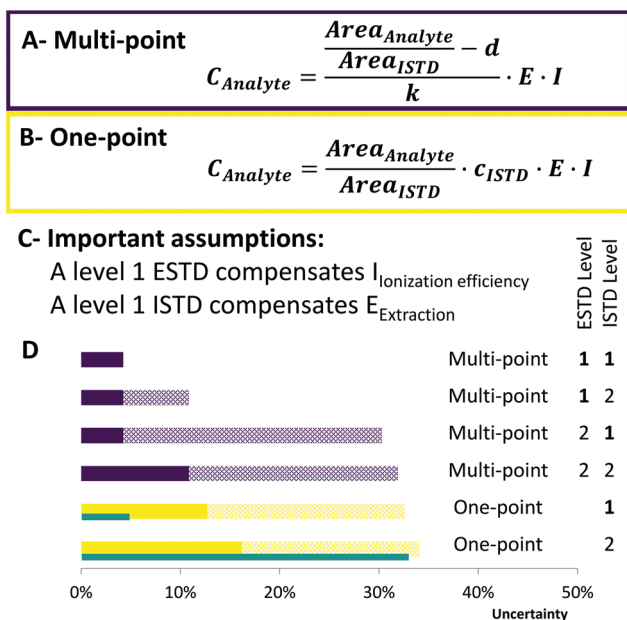 A- Multi-point
C_Analyte = ((Area_Analyte / Area_ISTD) − d) / k · E · I
B- One-point
C_Analyte = Area_Analyte / Area_ISTD · c_ISTD · E · I
C- Important assumptions:
A level 1 ESTD compensates I_Ionization efficiency
A level 1 ISTD compensates E_Extraction
ESTD Level
ISTD Level
D
Multi-point 1 1
Multi-point 1 2
Multi-point 2 1
Multi-point 2 2
One-point 1
One-point 2
0% 10% 20% 30% 40% 50%
Uncertainty